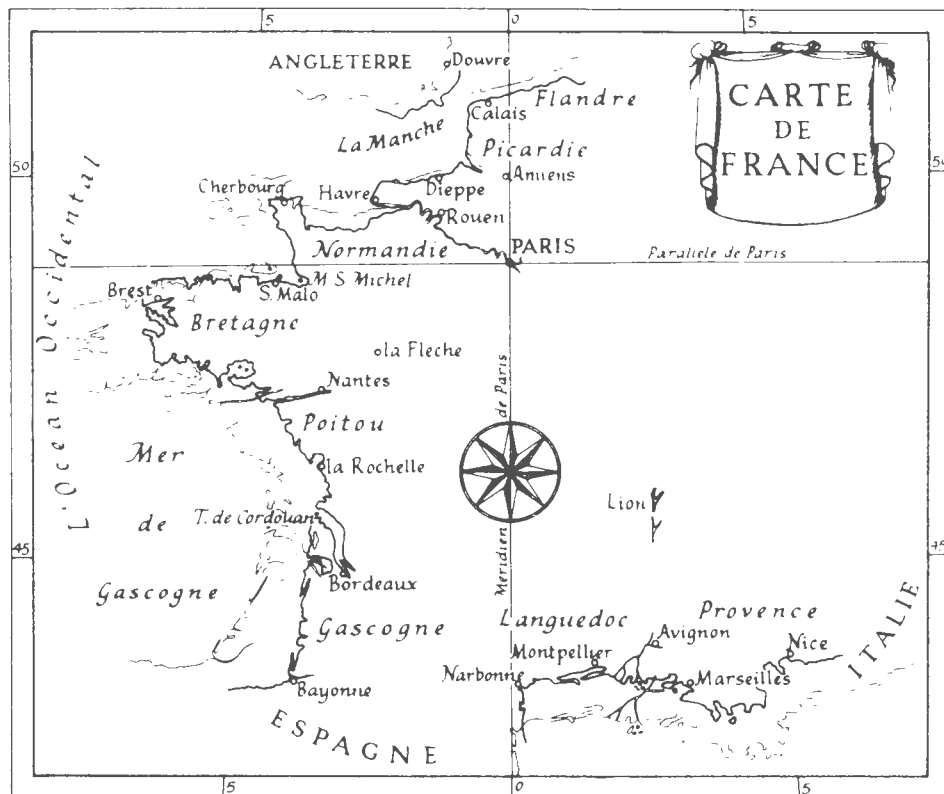 5 0 5
ANGLETERRE
Douvre
CARTE
DE
FRANCE
Flandre
Calais
La Manche
Picardie
50 50
Amiens
Cherbourg
Havre
Dieppe
Rouen
PARIS
Normandie
Parallele de Paris
L'Ocean Occidental
M S Michel
S. Malo
Brest
Bretagne
la Fleche
Nantes
Meridien de Paris
Poitou
Mer
de
Gascogne
la Rochelle
Lion
T. de Cordouan
45 45
Bordeaux
Gascogne
Languedoc
Provence
Avignon
Montpellier
Nice
ITALIE
Narbonne
Marseilles
Bayonne
ESPAGNE
5 0 5